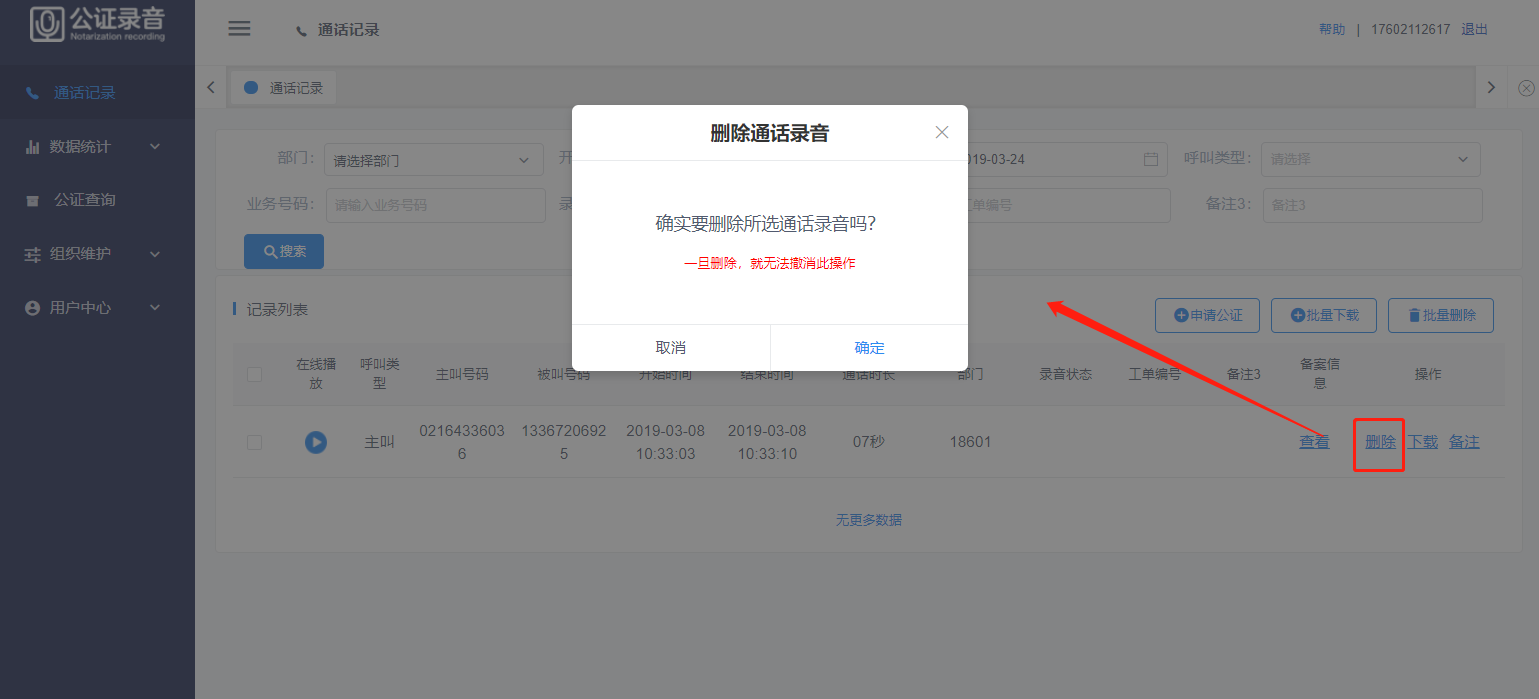 公证录音
Notarization recording
通话记录
帮助 | 17602112617 退出
通话记录
数据统计
公证查询
组织维护
用户中心
通话记录
删除通话录音
确实要删除所选通话录音吗?
一旦删除，就无法撤消此操作
取消
确定
部门:
请选择部门
开
019-03-24
呼叫类型:
请选择
业务号码:
请输入业务号码
录
工单编号
备注3:
备注3
搜索
记录列表
申请公证
批量下载
批量删除
在线播
放
呼叫类
型
主叫号码
被叫号码
开始时间
结束时间
通话时长
部门
录音状态
工单编号
备注3
备案信
息
操作
主叫
0216433603
6
1336720692
5
2019-03-08
10:33:03
2019-03-08
10:33:10
07秒
18601
查看
删除
下载
备注
无更多数据